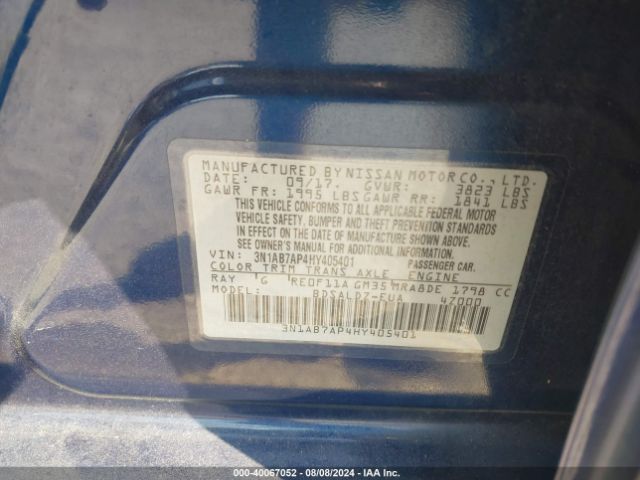 MANUFACTURED BY NISSAN MOTOR CO., LTD.
DATE: 09/17. GVWR: 3823 LBS
GAWR FR: 1995 LBS GAWR RR: 1841 LBS
THIS VEHICLE CONFORMS TO ALL APPLICABLE FEDERAL MOTOR
VEHICLE SAFETY, BUMPER AND THEFT PREVENTION STANDARDS
IN EFFECT ON THE DATE OF MANUFACTURE SHOWN ABOVE.
SEE OWNER'S MANUAL FOR ADDITIONAL INFORMATION.
VIN: 3N1AB7AP4HY405401 PASSENGER CAR.
COLOR TRIM TRANS AXLE ENGINE
RAY G RE0F11A GM35 MRA8DE 1798 CC
MODEL: BDSALDZ-EUA 47000
3N1AB7AP4HY405401
000-40067052 - 08/08/2024 - IAA Inc.